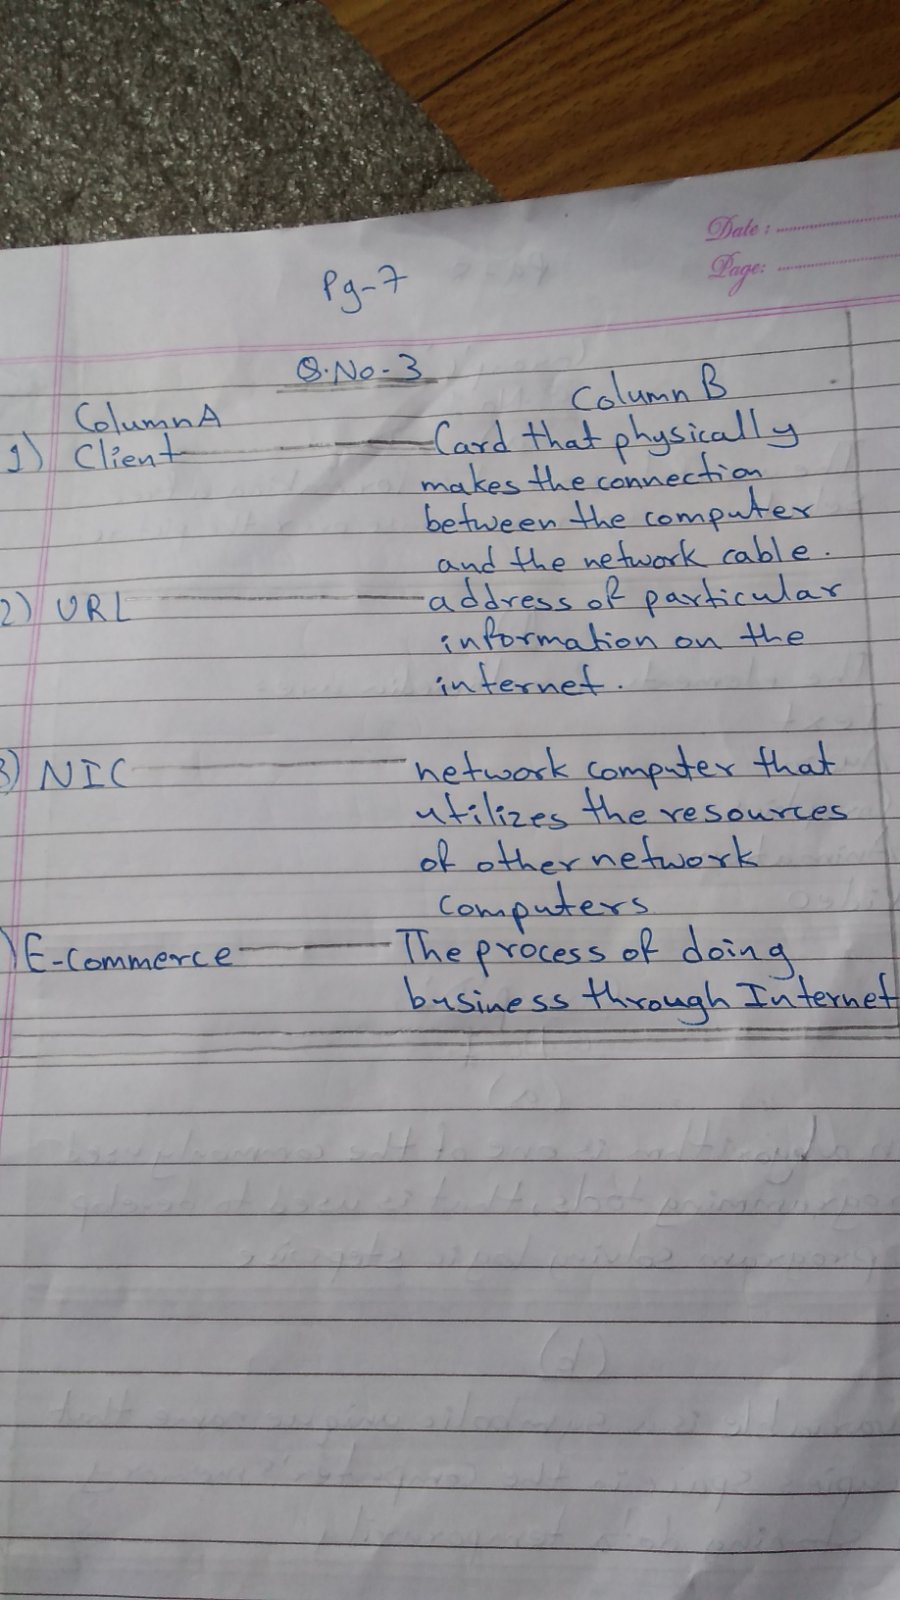 Date:
Page:
Pg-7
Q.No-3
Column A Column B
1) Client Card that physically
makes the connection
between the computer
and the network cable.
2) URL address of particular
information on the
internet.
3) NIC network computer that
utilizes the resources
of other network
computers
) E-Commerce The process of doing
business through Internet